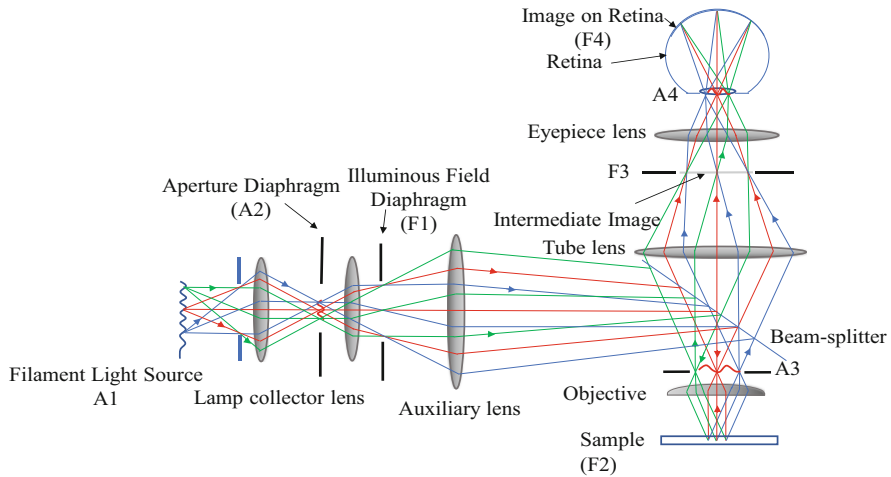 Image on Retina
(F4)
Retina
A4
Eyepiece lens
F3
Intermediate Image
Tube lens
Illuminous Field
Diaphragm
(F1)
Aperture Diaphragm
(A2)
Beam-splitter
A3
Objective
Sample
(F2)
Filament Light Source
A1
Lamp collector lens
Auxiliary lens